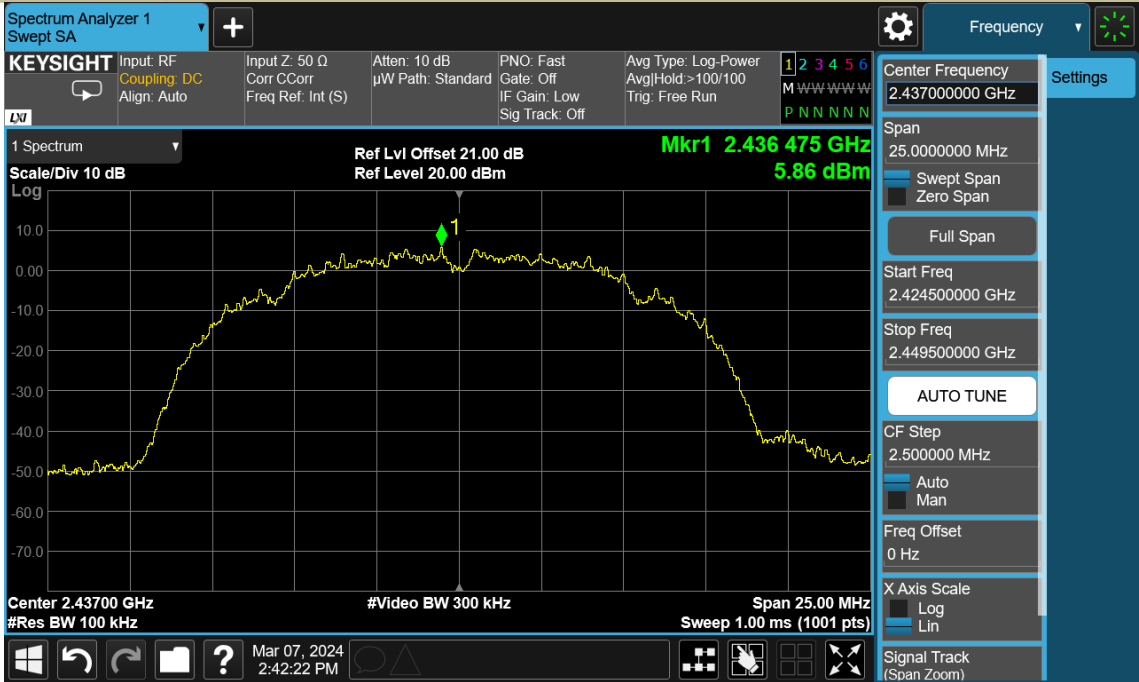 Spectrum Analyzer 1
Swept SA
+
Frequency
KEYSIGHT
LXI
Input: RF
Coupling: DC
Align: Auto
Input Z: 50 Ω
Corr CCorr
Freq Ref: Int (S)
Atten: 10 dB
µW Path: Standard
PNO: Fast
Gate: Off
IF Gain: Low
Sig Track: Off
Avg Type: Log-Power
Avg|Hold:>100/100
Trig: Free Run
1 2 3 4 5 6
M W W W W W
P N N N N N
1 Spectrum
Scale/Div 10 dB
Log
Ref Lvl Offset 21.00 dB
Ref Level 20.00 dBm
Mkr1 2.436 475 GHz
5.86 dBm
1
10.0
0.00
-10.0
-20.0
-30.0
-40.0
-50.0
-60.0
-70.0
Center 2.43700 GHz
#Res BW 100 kHz
#Video BW 300 kHz
Span 25.00 MHz
Sweep 1.00 ms (1001 pts)
?
Mar 07, 2024
2:42:22 PM
Center Frequency
2.437000000 GHz
Settings
Span
25.0000000 MHz
Swept Span
Zero Span
Full Span
Start Freq
2.424500000 GHz
Stop Freq
2.449500000 GHz
AUTO TUNE
CF Step
2.500000 MHz
Auto
Man
Freq Offset
0 Hz
X Axis Scale
Log
Lin
Signal Track
(Span Zoom)